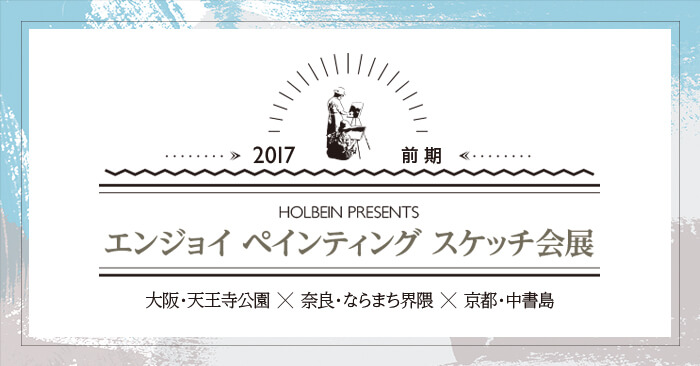 2017 前期
HOLBEIN PRESENTS
エンジョイ ペインティング スケッチ会展
大阪・天王寺公園 × 奈良・ならまち界隈 × 京都・中書島